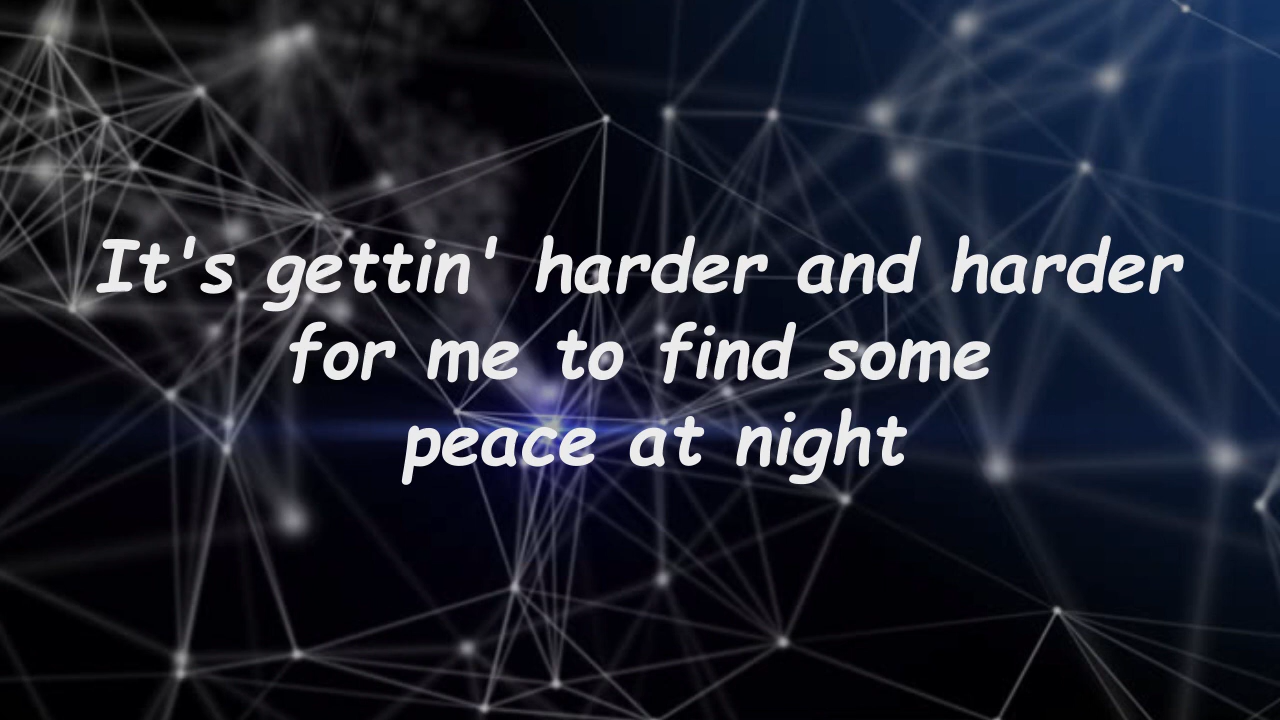 It's gettin' harder and harder
for me to find some
peace at night